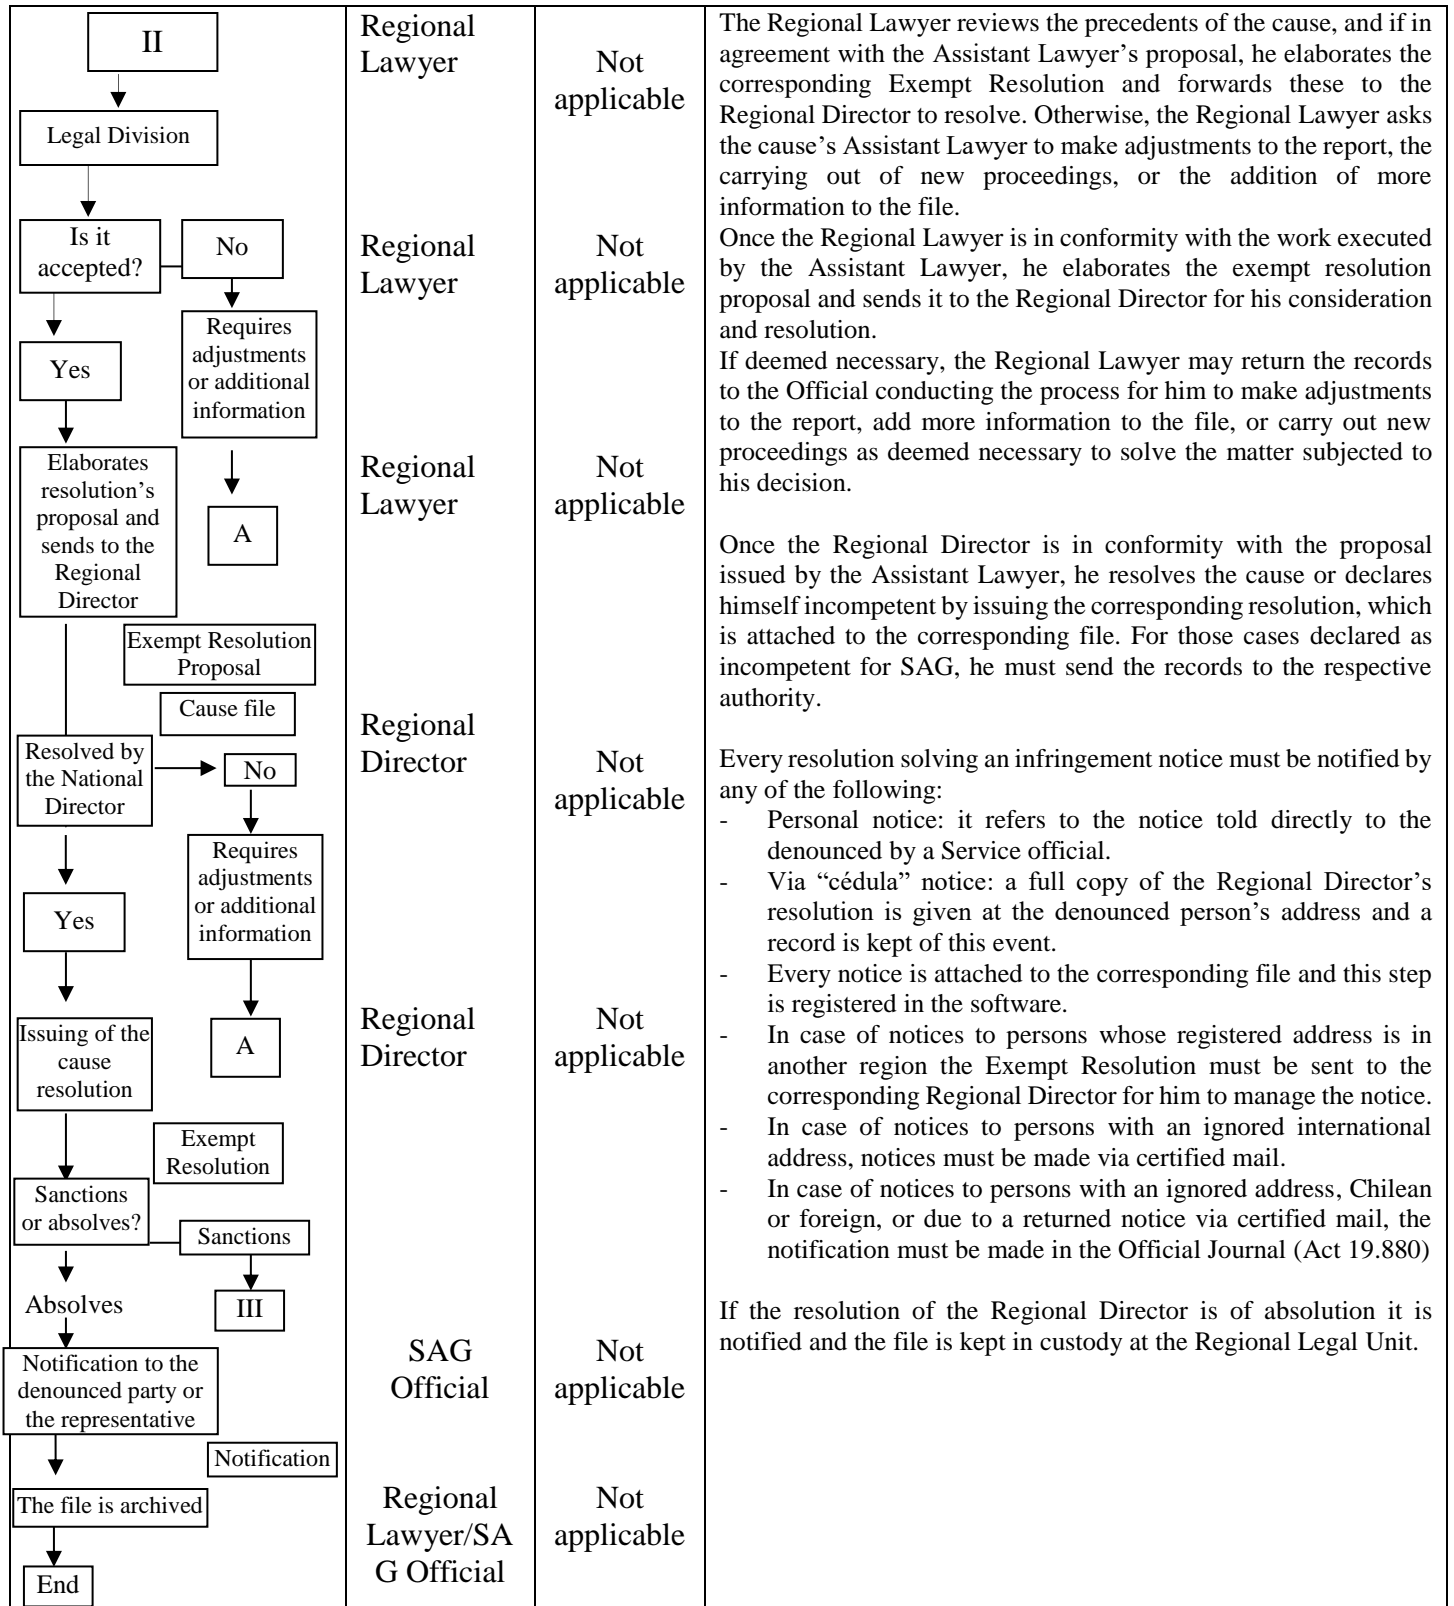 II
Legal Division
Is it
accepted?
No
Requires
adjustments
or additional
information
Yes
Elaborates
resolution’s
proposal and
sends to the
Regional
Director
A
Exempt Resolution
Proposal
Cause file
Resolved by
the National
Director
No
Requires
adjustments
or additional
information
Yes
Issuing of the
cause
resolution
A
Exempt
Resolution
Sanctions
or absolves?
Sanctions
Absolves
III
Notification to the
denounced party or
the representative
Notification
The file is archived
End
Regional
Lawyer
Regional
Lawyer
Regional
Lawyer
Regional
Director
Regional
Director
SAG
Official
Regional
Lawyer/SA
G Official
Not
applicable
Not
applicable
Not
applicable
Not
applicable
Not
applicable
Not
applicable
Not
applicable
The Regional Lawyer reviews the precedents of the cause, and if in
agreement with the Assistant Lawyer’s proposal, he elaborates the
corresponding Exempt Resolution and forwards these to the
Regional Director to resolve. Otherwise, the Regional Lawyer asks
the cause’s Assistant Lawyer to make adjustments to the report, the
carrying out of new proceedings, or the addition of more
information to the file.
Once the Regional Lawyer is in conformity with the work executed
by the Assistant Lawyer, he elaborates the exempt resolution
proposal and sends it to the Regional Director for his consideration
and resolution.
If deemed necessary, the Regional Lawyer may return the records
to the Official conducting the process for him to make adjustments
to the report, add more information to the file, or carry out new
proceedings as deemed necessary to solve the matter subjected to
his decision.
Once the Regional Director is in conformity with the proposal
issued by the Assistant Lawyer, he resolves the cause or declares
himself incompetent by issuing the corresponding resolution, which
is attached to the corresponding file. For those cases declared as
incompetent for SAG, he must send the records to the respective
authority.
Every resolution solving an infringement notice must be notified by
any of the following:
- Personal notice: it refers to the notice told directly to the
denounced by a Service official.
- Via “cédula” notice: a full copy of the Regional Director’s
resolution is given at the denounced person’s address and a
record is kept of this event.
- Every notice is attached to the corresponding file and this step
is registered in the software.
- In case of notices to persons whose registered address is in
another region the Exempt Resolution must be sent to the
corresponding Regional Director for him to manage the notice.
- In case of notices to persons with an ignored international
address, notices must be made via certified mail.
- In case of notices to persons with an ignored address, Chilean
or foreign, or due to a returned notice via certified mail, the
notification must be made in the Official Journal (Act 19.880)
If the resolution of the Regional Director is of absolution it is
notified and the file is kept in custody at the Regional Legal Unit.